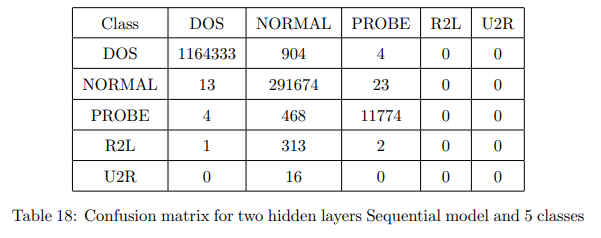 Class DOS NORMAL PROBE R2L U2R
DOS 1164333 904 4 0 0
NORMAL 13 291674 23 0 0
PROBE 4 468 11774 0 0
R2L 1 313 2 0 0
U2R 0 16 0 0 0
Table 18: Confusion matrix for two hidden layers Sequential model and 5 classes